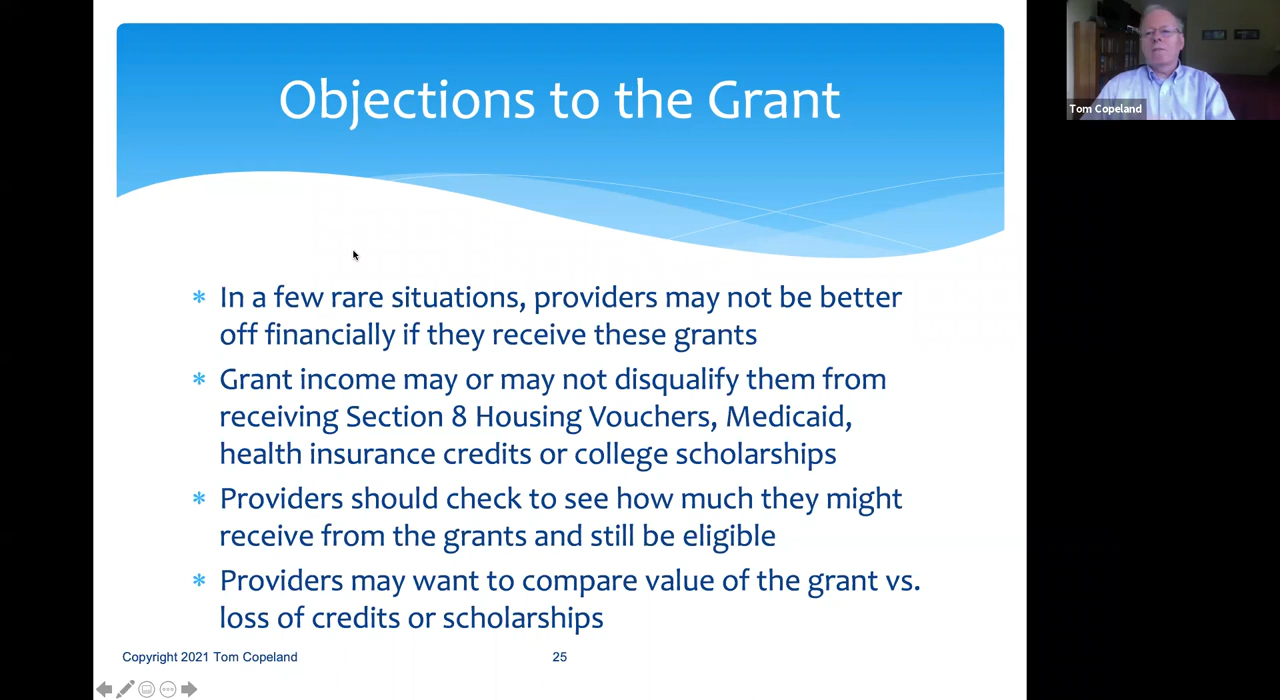 Objections to the Grant
Tom Copeland
* In a few rare situations, providers may not be better
off financially if they receive these grants
* Grant income may or may not disqualify them from
receiving Section 8 Housing Vouchers, Medicaid,
health insurance credits or college scholarships
* Providers should check to see how much they might
receive from the grants and still be eligible
* Providers may want to compare value of the grant vs.
loss of credits or scholarships
Copyright 2021 Tom Copeland
25